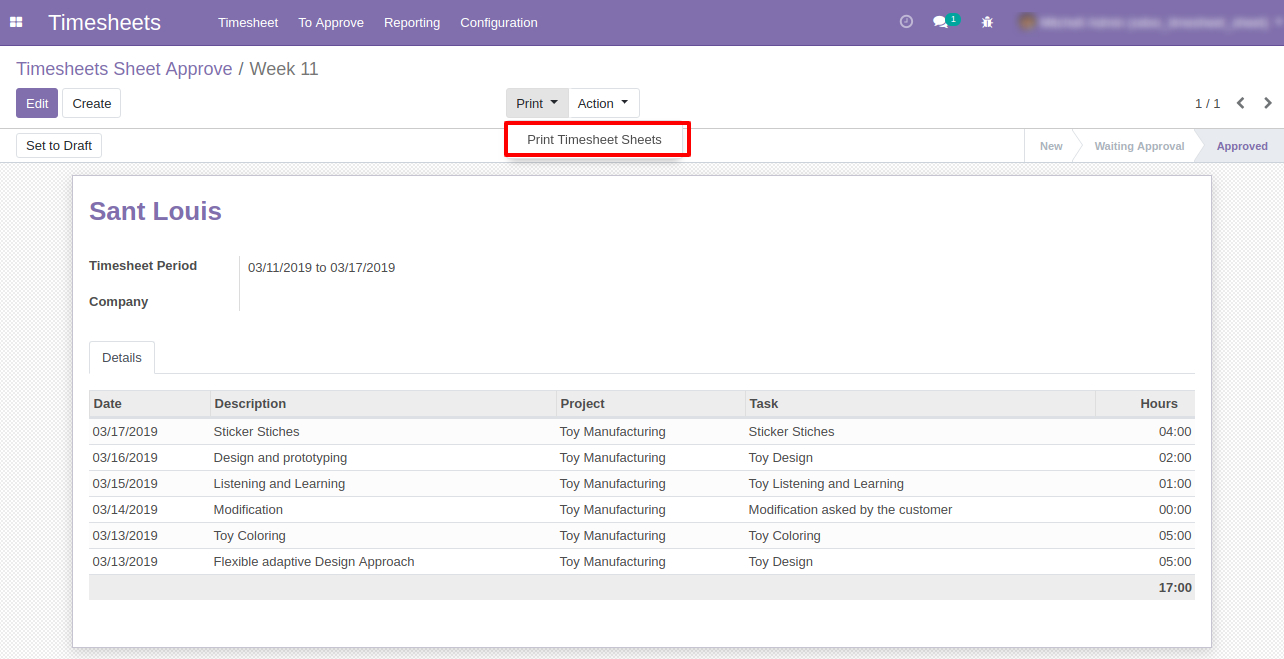 Timesheets Timesheet To Approve Reporting Configuration 1
Timesheets Sheet Approve / Week 11
Edit Create Print Action 1 / 1
Set to Draft Print Timesheet Sheets New Waiting Approval Approved
Sant Louis
Timesheet Period 03/11/2019 to 03/17/2019
Company
Details
Date Description Project Task Hours
03/17/2019 Sticker Stiches Toy Manufacturing Sticker Stiches 04:00
03/16/2019 Design and prototyping Toy Manufacturing Toy Design 02:00
03/15/2019 Listening and Learning Toy Manufacturing Toy Listening and Learning 01:00
03/14/2019 Modification Toy Manufacturing Modification asked by the customer 00:00
03/13/2019 Toy Coloring Toy Manufacturing Toy Coloring 05:00
03/13/2019 Flexible adaptive Design Approach Toy Manufacturing Toy Design 05:00
17:00